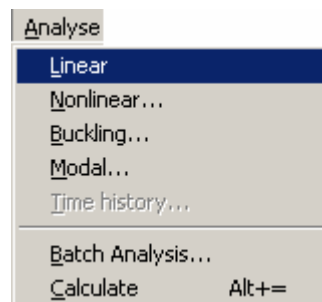 Analyse
Linear
Nonlinear...
Buckling...
Modal...
Time history...
Batch Analysis...
Calculate Alt+=